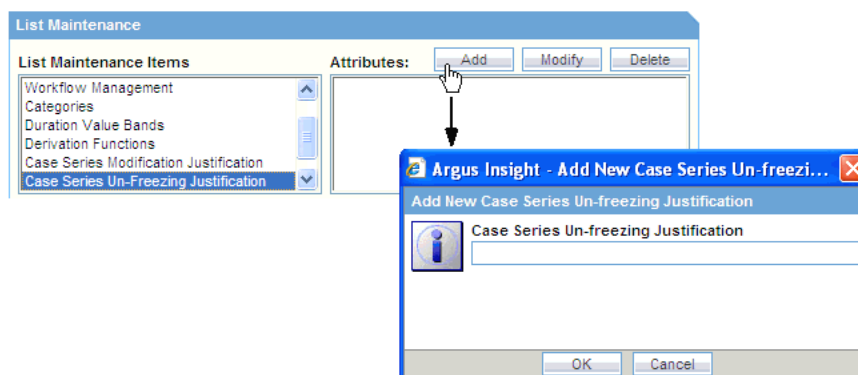 List Maintenance
List Maintenance Items
Attributes:
Add
Modify
Delete
Workflow Management
Categories
Duration Value Bands
Derivation Functions
Case Series Modification Justification
Case Series Un-Freezing Justification
Argus Insight - Add New Case Series Un-freezi...
Add New Case Series Un-freezing Justification
Case Series Un-freezing Justification
OK
Cancel